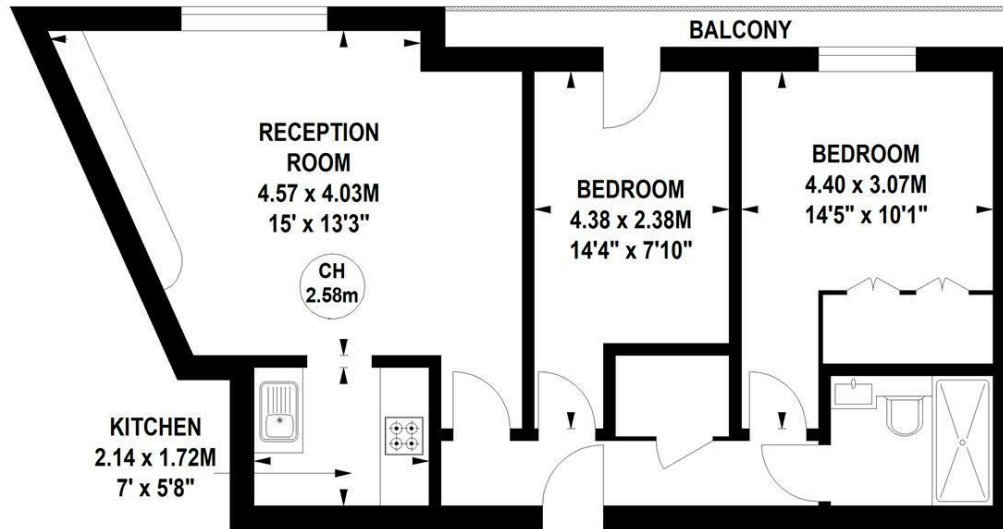 BALCONY
RECEPTION
ROOM
4.57 x 4.03M
15' x 13'3"
CH
2.58m
BEDROOM
4.38 x 2.38M
14'4" x 7'10"
BEDROOM
4.40 x 3.07M
14'5" x 10'1"
KITCHEN
2.14 x 1.72M
7' x 5'8"